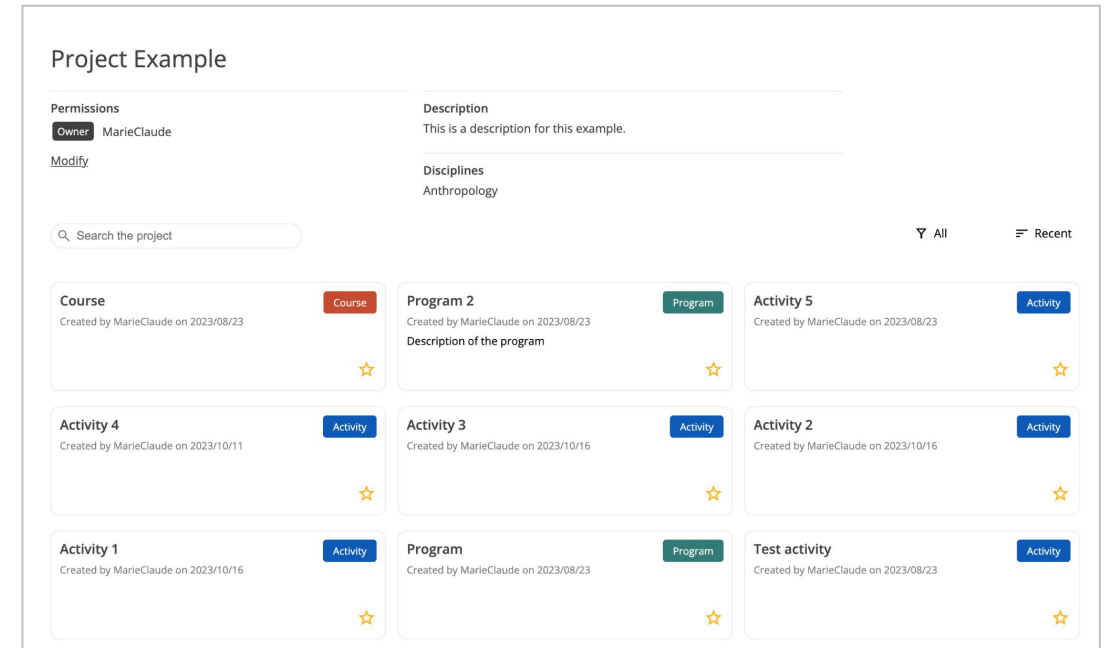 Project Example
Permissions
Owner MarieClaude
Modify
Description
This is a description for this example.
Disciplines
Anthropology
Search the project
All
Recent
Course
Course
Created by MarieClaude on 2023/08/23
Program 2
Program
Created by MarieClaude on 2023/08/23
Description of the program
Activity 5
Activity
Created by MarieClaude on 2023/08/23
Activity 4
Activity
Created by MarieClaude on 2023/10/11
Activity 3
Activity
Created by MarieClaude on 2023/10/16
Activity 2
Activity
Created by MarieClaude on 2023/10/16
Activity 1
Activity
Created by MarieClaude on 2023/10/16
Program
Program
Created by MarieClaude on 2023/08/23
Test activity
Activity
Created by MarieClaude on 2023/08/23